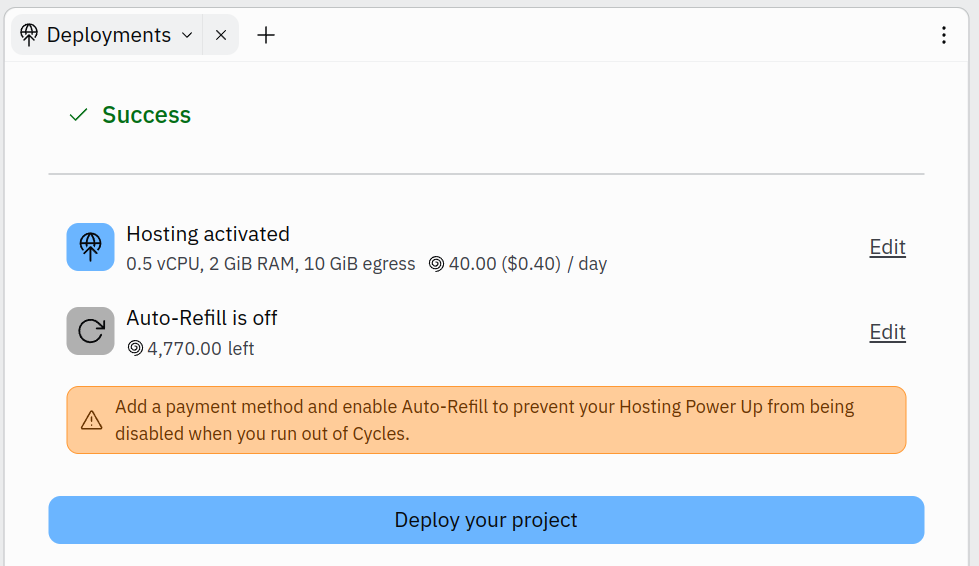 Deployments
Success
Hosting activated
Edit
0.5 vCPU, 2 GiB RAM, 10 GiB egress 40.00 ($0.40) / day
Auto-Refill is off
Edit
4,770.00 left
Add a payment method and enable Auto-Refill to prevent your Hosting Power Up from being
disabled when you run out of Cycles.
Deploy your project